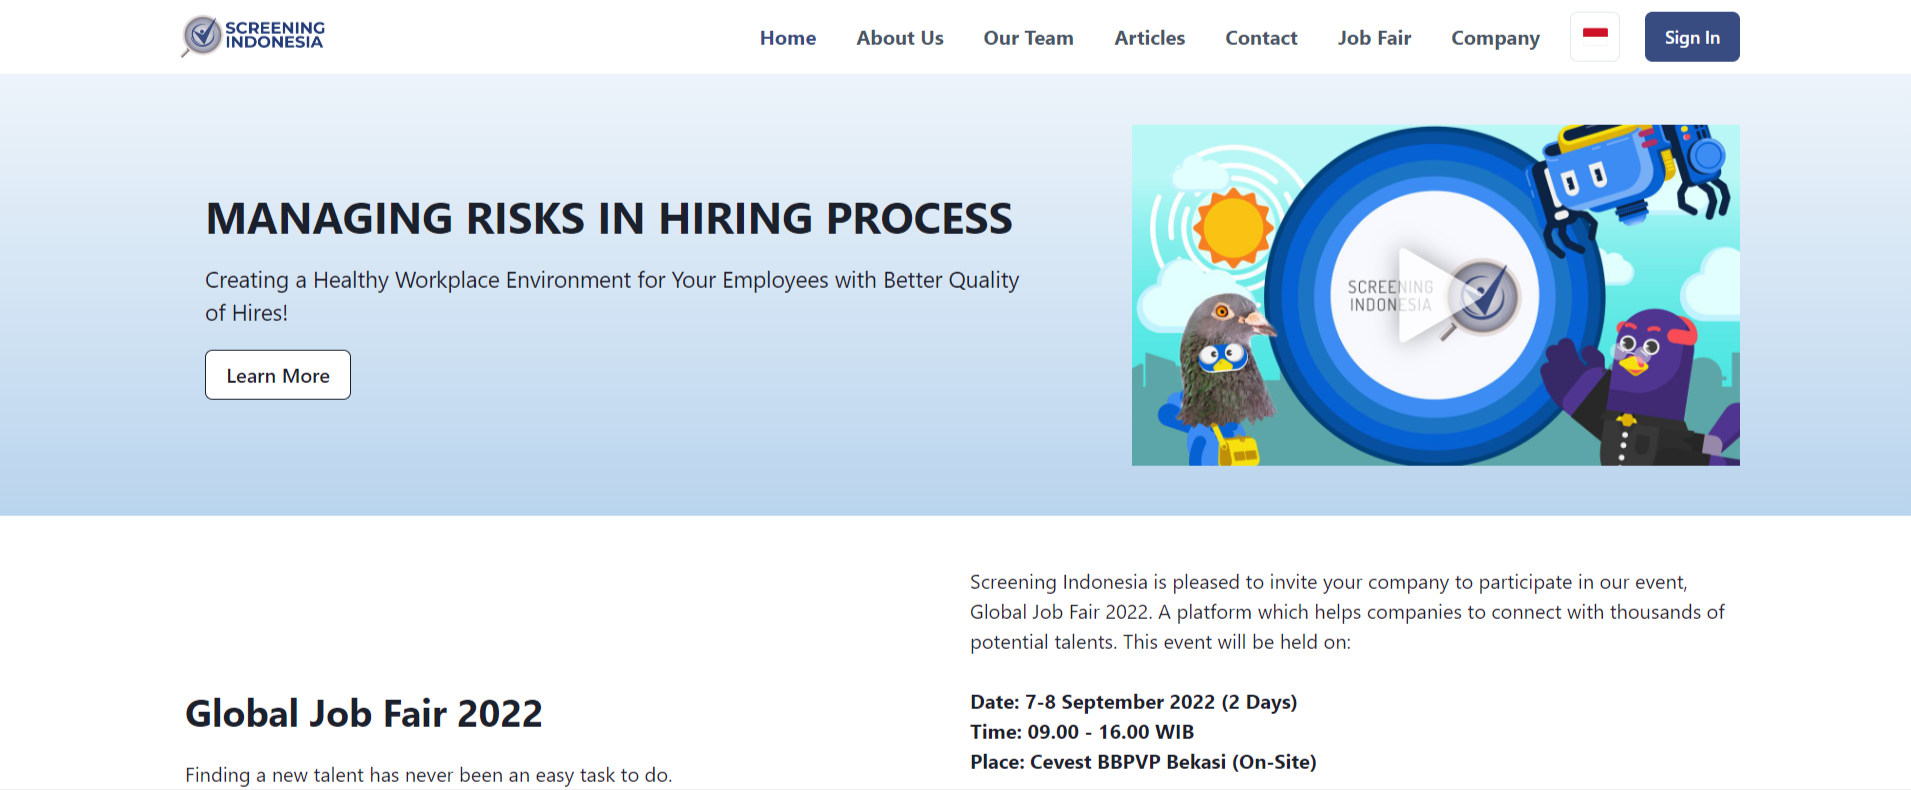 SCREENING
INDONESIA
Home About Us Our Team Articles Contact Job Fair Company Sign In
MANAGING RISKS IN HIRING PROCESS
Creating a Healthy Workplace Environment for Your Employees with Better Quality
of Hires!
Learn More
SCREENING
INDONESIA
Global Job Fair 2022
Finding a new talent has never been an easy task to do.
Screening Indonesia is pleased to invite your company to participate in our event,
Global Job Fair 2022. A platform which helps companies to connect with thousands of
potential talents. This event will be held on:
Date: 7-8 September 2022 (2 Days)
Time: 09.00 - 16.00 WIB
Place: Cevest BBPVP Bekasi (On-Site)